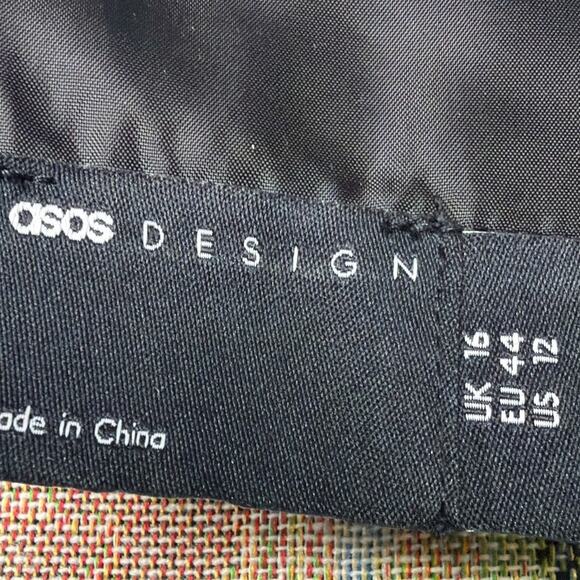 asos DESIGN
ade in China
UK 16
EU 44
US 12